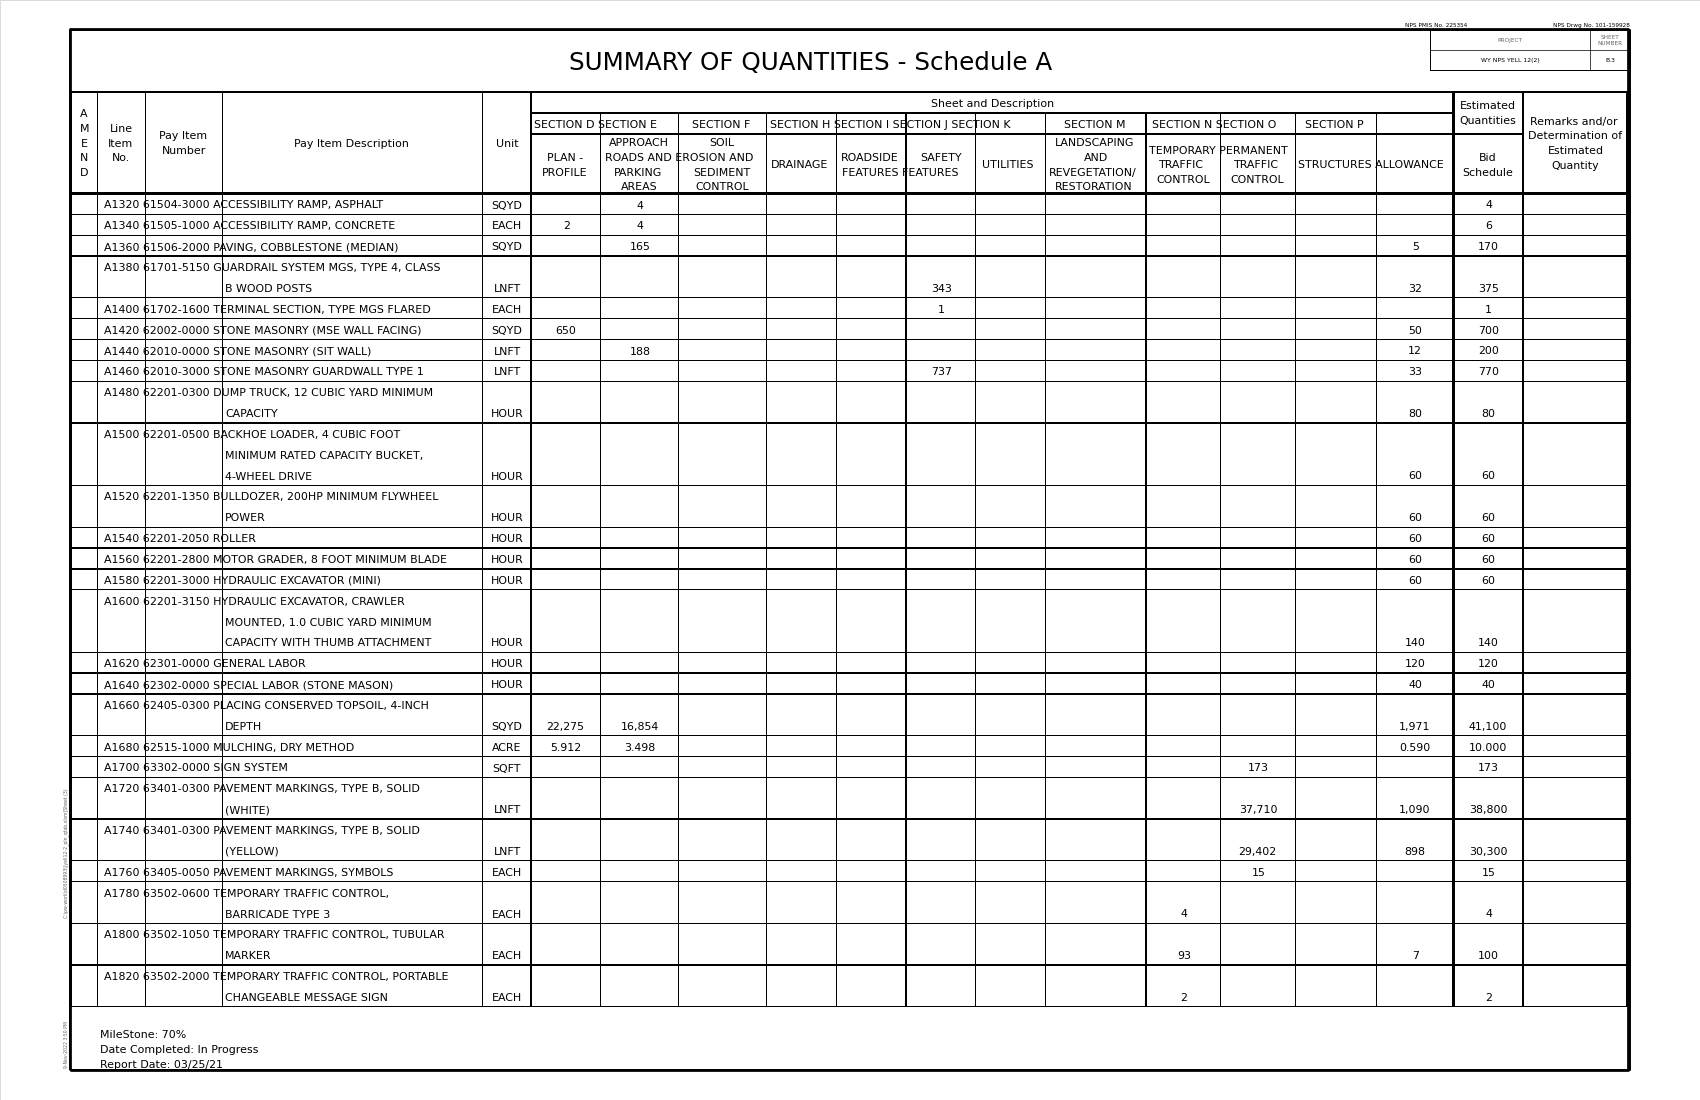 NPS PMIS No. 225354 NPS Drwg No. 101-159928
PROJECT SHEET NUMBER
WY NPS YELL 12(2) B.3
SUMMARY OF QUANTITIES - Schedule A
AMEND Line Item No. Pay Item Number Pay Item Description Unit Sheet and Description Estimated Quantities Remarks and/or Determination of Estimated Quantity
SECTION D SECTION E SECTION F SECTION H SECTION I SECTION J SECTION K SECTION M SECTION N SECTION O SECTION P
PLAN - PROFILE APPROACH ROADS AND PARKING AREAS SOIL EROSION AND SEDIMENT CONTROL DRAINAGE ROADSIDE FEATURES SAFETY FEATURES UTILITIES LANDSCAPING AND REVEGETATION/ RESTORATION TEMPORARY TRAFFIC CONTROL PERMANENT TRAFFIC CONTROL STRUCTURES ALLOWANCE Bid Schedule
A1320 61504-3000 ACCESSIBILITY RAMP, ASPHALT SQYD 4 4
A1340 61505-1000 ACCESSIBILITY RAMP, CONCRETE EACH 2 4 6
A1360 61506-2000 PAVING, COBBLESTONE (MEDIAN) SQYD 165 5 170
A1380 61701-5150 GUARDRAIL SYSTEM MGS, TYPE 4, CLASS
B WOOD POSTS LNFT 343 32 375
A1400 61702-1600 TERMINAL SECTION, TYPE MGS FLARED EACH 1 1
A1420 62002-0000 STONE MASONRY (MSE WALL FACING) SQYD 650 50 700
A1440 62010-0000 STONE MASONRY (SIT WALL) LNFT 188 12 200
A1460 62010-3000 STONE MASONRY GUARDWALL TYPE 1 LNFT 737 33 770
A1480 62201-0300 DUMP TRUCK, 12 CUBIC YARD MINIMUM
CAPACITY HOUR 80 80
A1500 62201-0500 BACKHOE LOADER, 4 CUBIC FOOT
MINIMUM RATED CAPACITY BUCKET,
4-WHEEL DRIVE HOUR 60 60
A1520 62201-1350 BULLDOZER, 200HP MINIMUM FLYWHEEL
POWER HOUR 60 60
A1540 62201-2050 ROLLER HOUR 60 60
A1560 62201-2800 MOTOR GRADER, 8 FOOT MINIMUM BLADE HOUR 60 60
A1580 62201-3000 HYDRAULIC EXCAVATOR (MINI) HOUR 60 60
A1600 62201-3150 HYDRAULIC EXCAVATOR, CRAWLER
MOUNTED, 1.0 CUBIC YARD MINIMUM
CAPACITY WITH THUMB ATTACHMENT HOUR 140 140
A1620 62301-0000 GENERAL LABOR HOUR 120 120
A1640 62302-0000 SPECIAL LABOR (STONE MASON) HOUR 40 40
A1660 62405-0300 PLACING CONSERVED TOPSOIL, 4-INCH
DEPTH SQYD 22,275 16,854 1,971 41,100
A1680 62515-1000 MULCHING, DRY METHOD ACRE 5.912 3.498 0.590 10.000
A1700 63302-0000 SIGN SYSTEM SQFT 173 173
A1720 63401-0300 PAVEMENT MARKINGS, TYPE B, SOLID
(WHITE) LNFT 37,710 1,090 38,800
A1740 63401-0300 PAVEMENT MARKINGS, TYPE B, SOLID
(YELLOW) LNFT 29,402 898 30,300
A1760 63405-0050 PAVEMENT MARKINGS, SYMBOLS EACH 15 15
A1780 63502-0600 TEMPORARY TRAFFIC CONTROL,
BARRICADE TYPE 3 EACH 4 4
A1800 63502-1050 TEMPORARY TRAFFIC CONTROL, TUBULAR
MARKER EACH 93 7 100
A1820 63502-2000 TEMPORARY TRAFFIC CONTROL, PORTABLE
CHANGEABLE MESSAGE SIGN EACH 2 2
MileStone: 70%
Date Completed: In Progress
Report Date: 03/25/21
9-Nov-2022 3:50 PM